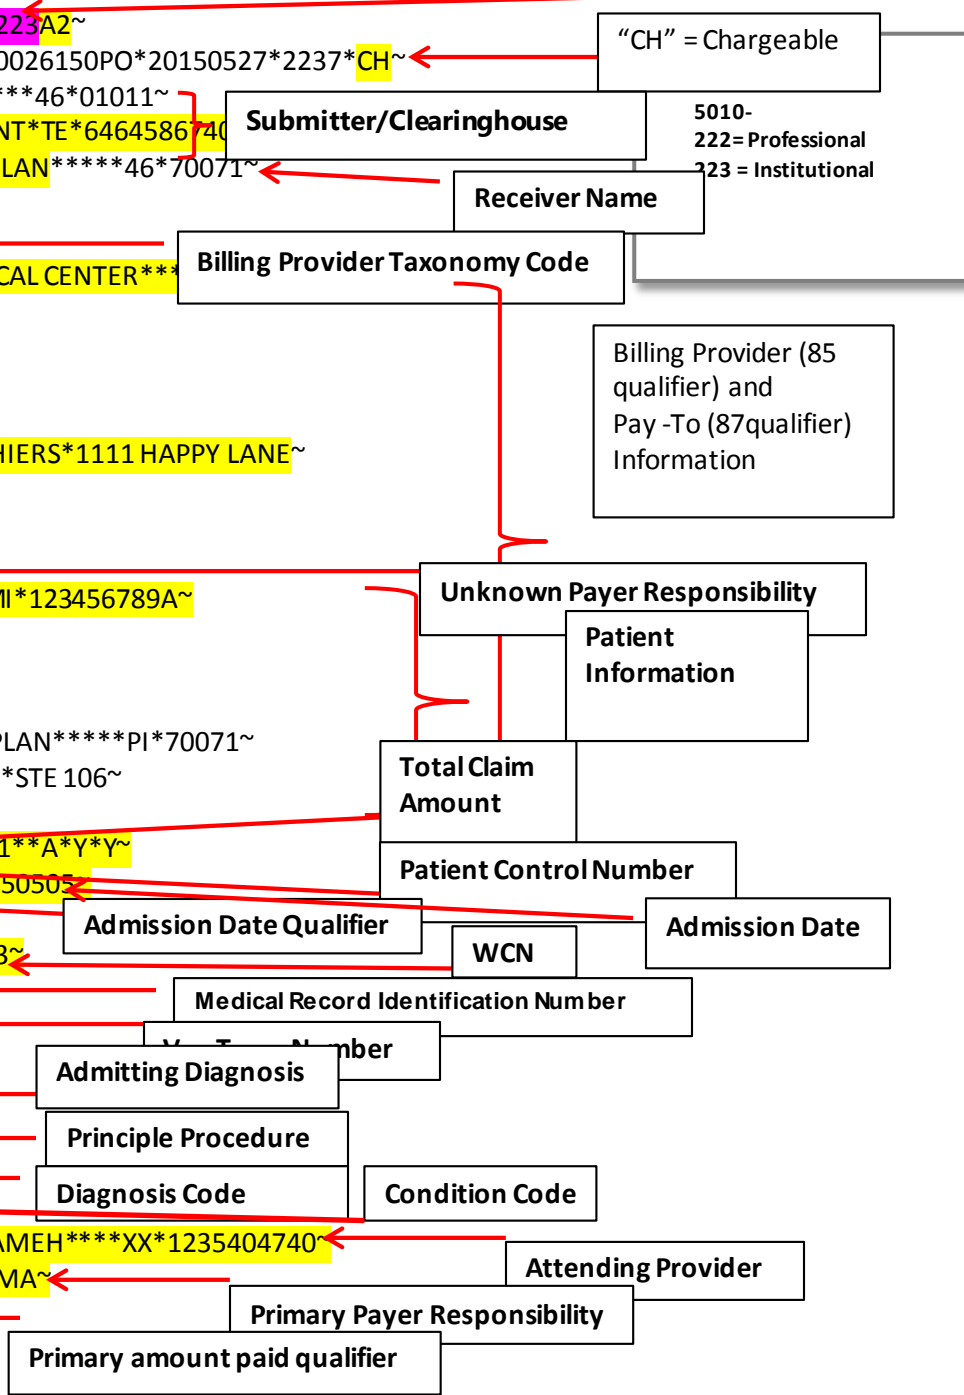 223A2~
“CH” = Chargeable
0026150PO*20150527*2237*CH~
***46*01011~
5010-
222= Professional
223 = Institutional
Submitter/Clearinghouse
NT*TE*6464586740
LAN*****46*70071~
Receiver Name
Billing Provider Taxonomy Code
CAL CENTER***
Billing Provider (85
qualifier) and
Pay -To (87qualifier)
Information
HIERS*1111 HAPPY LANE~
Unknown Payer Responsibility
MI*123456789A~
Patient
Information
PLAN*****PI*70071~
*STE 106~
Total Claim
Amount
1**A*Y*Y~
Patient Control Number
50505~
Admission Date Qualifier
Admission Date
3~
WCN
Medical Record Identification Number
mber
Admitting Diagnosis
Principle Procedure
Diagnosis Code
Condition Code
AMEH****XX*1235404740~
Attending Provider
MA~
Primary Payer Responsibility
Primary amount paid qualifier